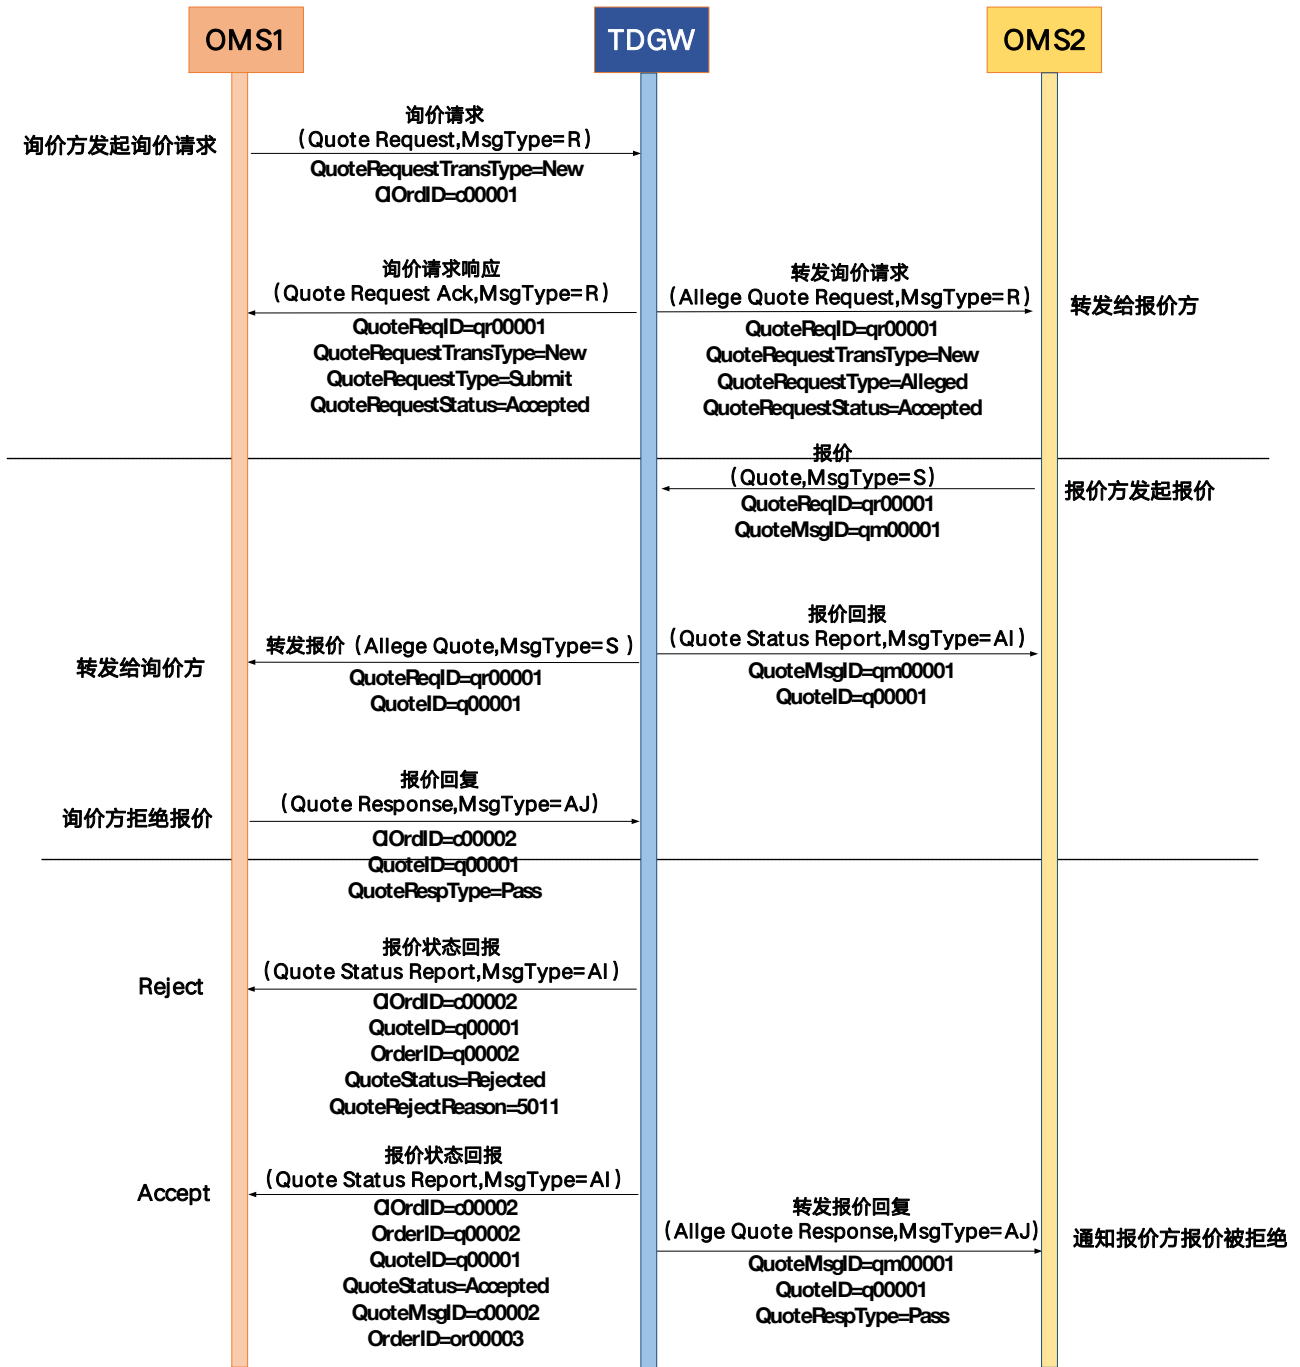 OMS1
TDGW
OMS2
询价请求
（Quote Request,MsgType=R）
询价方发起询价请求
QuoteRequestTransType=New
ClOrdID=c00001
询价请求响应
（Quote Request Ack,MsgType=R）
QuoteReqID=qr00001
QuoteRequestTransType=New
QuoteRequestType=Submit
QuoteRequestStatus=Accepted
转发询价请求
（Allege Quote Request,MsgType=R）
转发给报价方
QuoteReqID=qr00001
QuoteRequestTransType=New
QuoteRequestType=Alleged
QuoteRequestStatus=Accepted
报价
（Quote,MsgType=S）
报价方发起报价
QuoteReqID=qr00001
QuoteMsgID=qm00001
报价回报
（Quote Status Report,MsgType=AI）
QuoteMsgID=qm00001
QuoteID=q00001
转发报价（Allege Quote,MsgType=S ）
转发给询价方
QuoteReqID=qr00001
QuoteID=q00001
报价回复
（Quote Response,MsgType=AJ）
询价方拒绝报价
ClOrdID=c00002
QuoteID=q00001
QuoteRespType=Pass
报价状态回报
（Quote Status Report,MsgType=AI）
Reject
ClOrdID=c00002
QuoteID=q00001
OrderID=q00002
QuoteStatus=Rejected
QuoteRejectReason=5011
报价状态回报
（Quote Status Report,MsgType=AI）
Accept
ClOrdID=c00002
OrderID=q00002
QuoteID=q00001
QuoteStatus=Accepted
QuoteMsgID=c00002
OrderID=or00003
转发报价回复
（Allge Quote Response,MsgType=AJ）
通知报价方报价被拒绝
QuoteMsgID=qm00001
QuoteID=q00001
QuoteRespType=Pass